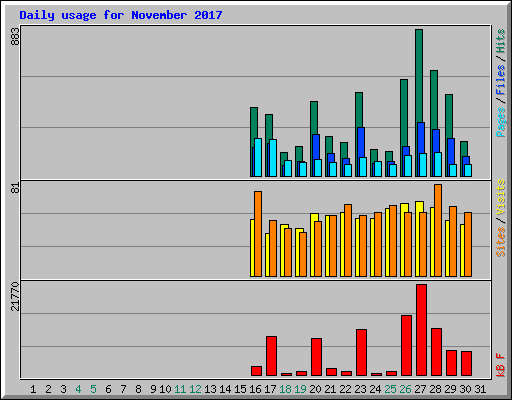 Daily usage for November 2017
883
Pages / Files / Hits
81
Sites / Visits
21770
kB F
1 2 3 4 5 6 7 8 9 10 11 12 13 14 15 16 17 18 19 20 21 22 23 24 25 26 27 28 29 30 31